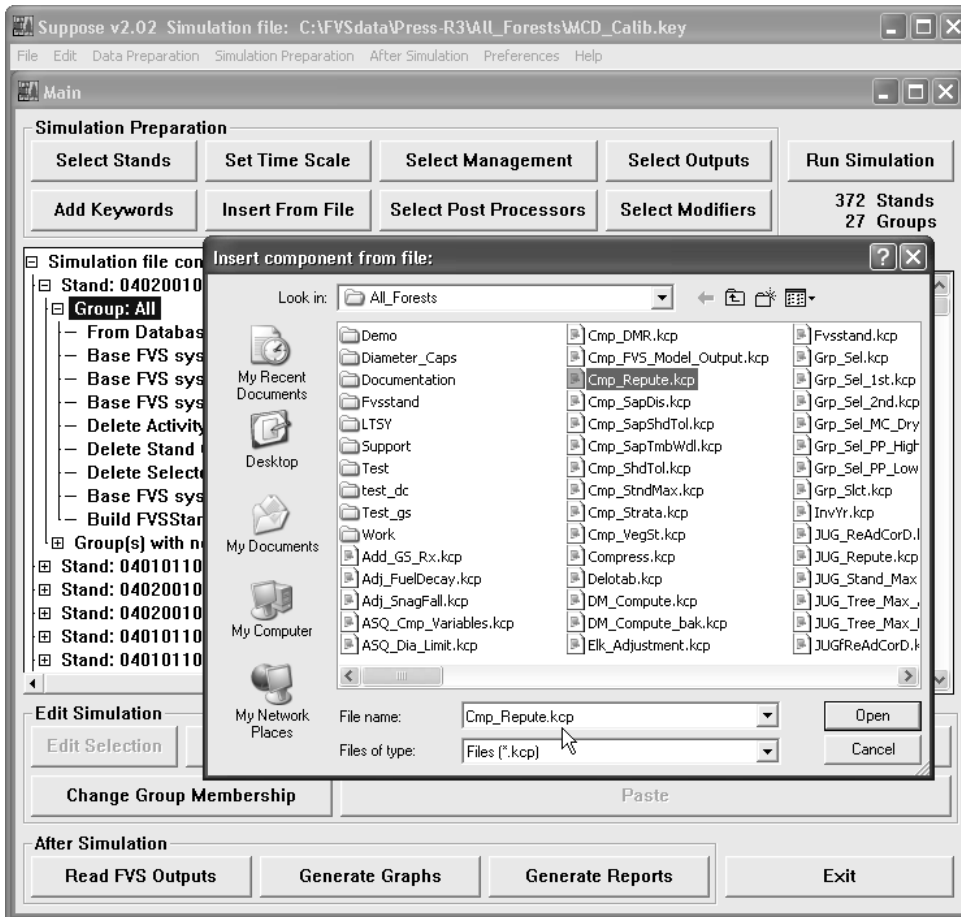 Suppose v2.02 Simulation file: C:\FVSdata\Press-R3\All_Forests\MCD_Calib.key
File Edit Data Preparation Simulation Preparation After Simulation Preferences Help
Main
Simulation Preparation
Select Stands Set Time Scale Select Management Select Outputs Run Simulation
Add Keywords Insert From File Select Post Processors Select Modifiers
372 Stands
27 Groups
Simulation file con
Stand: 04020010
Group: All
From Databas
Base FVS sys
Base FVS sys
Base FVS sys
Delete Activity
Delete Stand
Delete Selecte
Base FVS sys
Build FVSStar
Group(s) with n
Stand: 04010110
Stand: 04020010
Stand: 04020010
Stand: 04010110
Stand: 04010110
Insert component from file:
Look in: All_Forests
My Recent
Documents
Desktop
My Documents
My Computer
My Network
Places
Demo
Diameter_Caps
Documentation
Fvsstand
LTSY
Support
Test
test_dc
Test_gs
Work
Add_GS_Rx.kcp
Adj_FuelDecay.kcp
Adj_SnagFall.kcp
ASQ_Cmp_Variables.kcp
ASQ_Dia_Limit.kcp
Cmp_DMR.kcp
Cmp_FVS_Model_Output.kcp
Cmp_Repute.kcp
Cmp_SapDis.kcp
Cmp_SapShdTol.kcp
Cmp_SapTmbWdl.kcp
Cmp_ShdTol.kcp
Cmp_StndMax.kcp
Cmp_Strata.kcp
Cmp_VegSt.kcp
Compress.kcp
Delotab.kcp
DM_Compute.kcp
DM_Compute_bak.kcp
Elk_Adjustment.kcp
Fvsstand.kcp
Grp_Sel.kcp
Grp_Sel_1st.kcp
Grp_Sel_2nd.kcp
Grp_Sel_MC_Dry
Grp_Sel_PP_High
Grp_Sel_PP_Low
Grp_Slct.kcp
InvYr.kcp
JUG_ReAdCorD.
JUG_Repute.kcp
JUG_Stand_Max
JUG_Tree_Max_
JUG_Tree_Max_
JUGfReAdCorD.k
File name: Cmp_Repute.kcp Open
Files of type: Files (*.kcp) Cancel
Edit Simulation
Edit Selection
Change Group Membership Paste
After Simulation
Read FVS Outputs Generate Graphs Generate Reports Exit